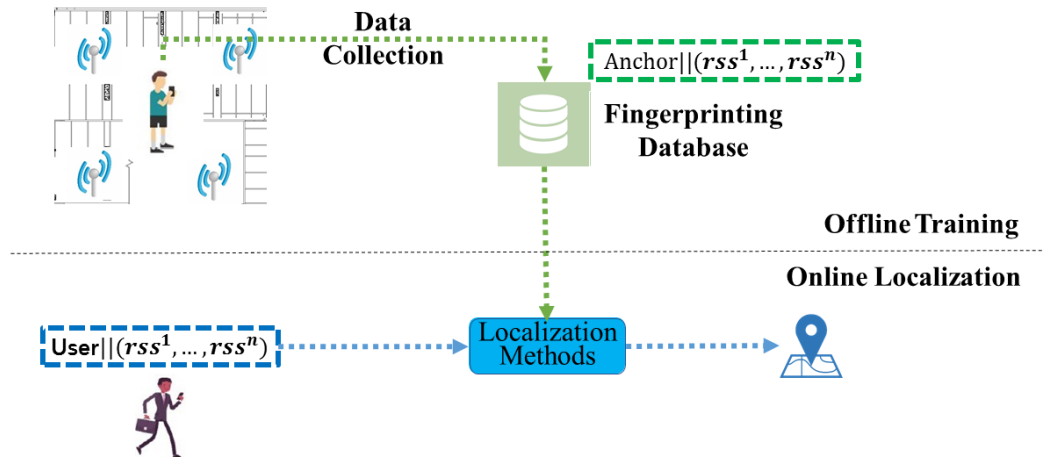 Data
Collection
Anchor||(rss¹, ..., rssⁿ)
Fingerprinting
Database
Offline Training
Online Localization
User||(rss¹, ..., rssⁿ)
Localization
Methods